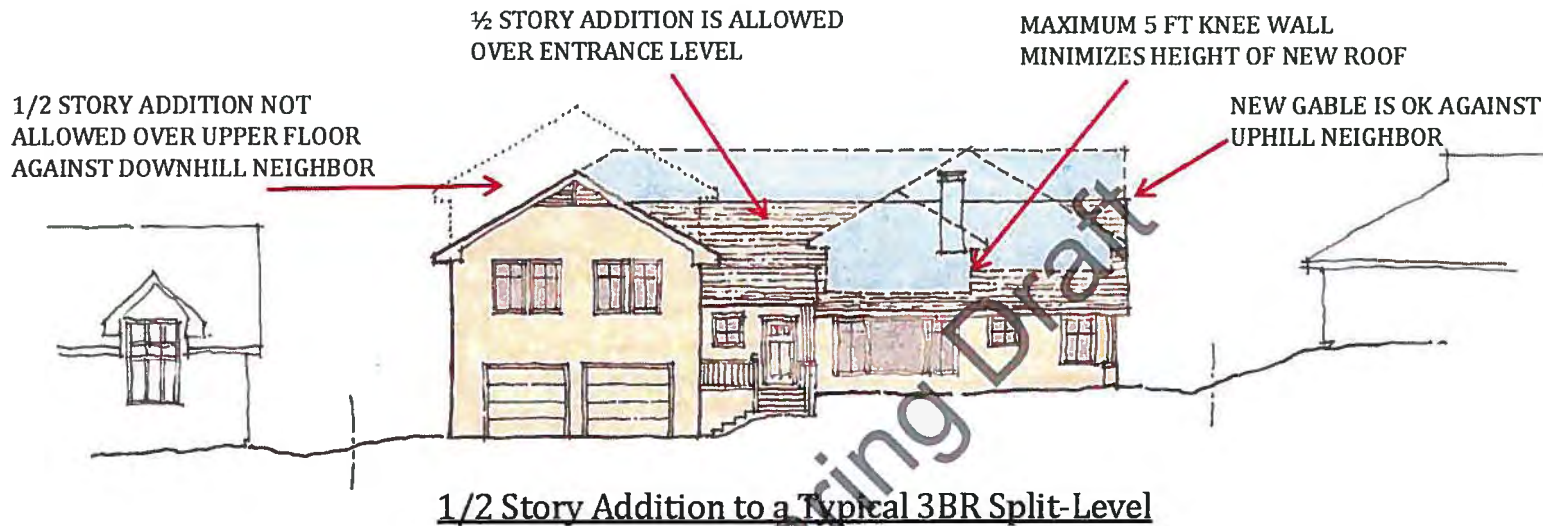 ½ STORY ADDITION IS ALLOWED
OVER ENTRANCE LEVEL
MAXIMUM 5 FT KNEE WALL
MINIMIZES HEIGHT OF NEW ROOF
1/2 STORY ADDITION NOT
ALLOWED OVER UPPER FLOOR
AGAINST DOWNHILL NEIGHBOR
NEW GABLE IS OK AGAINST
UPHILL NEIGHBOR
1/2 Story Addition to a Typical 3BR Split-Level
ring Draft